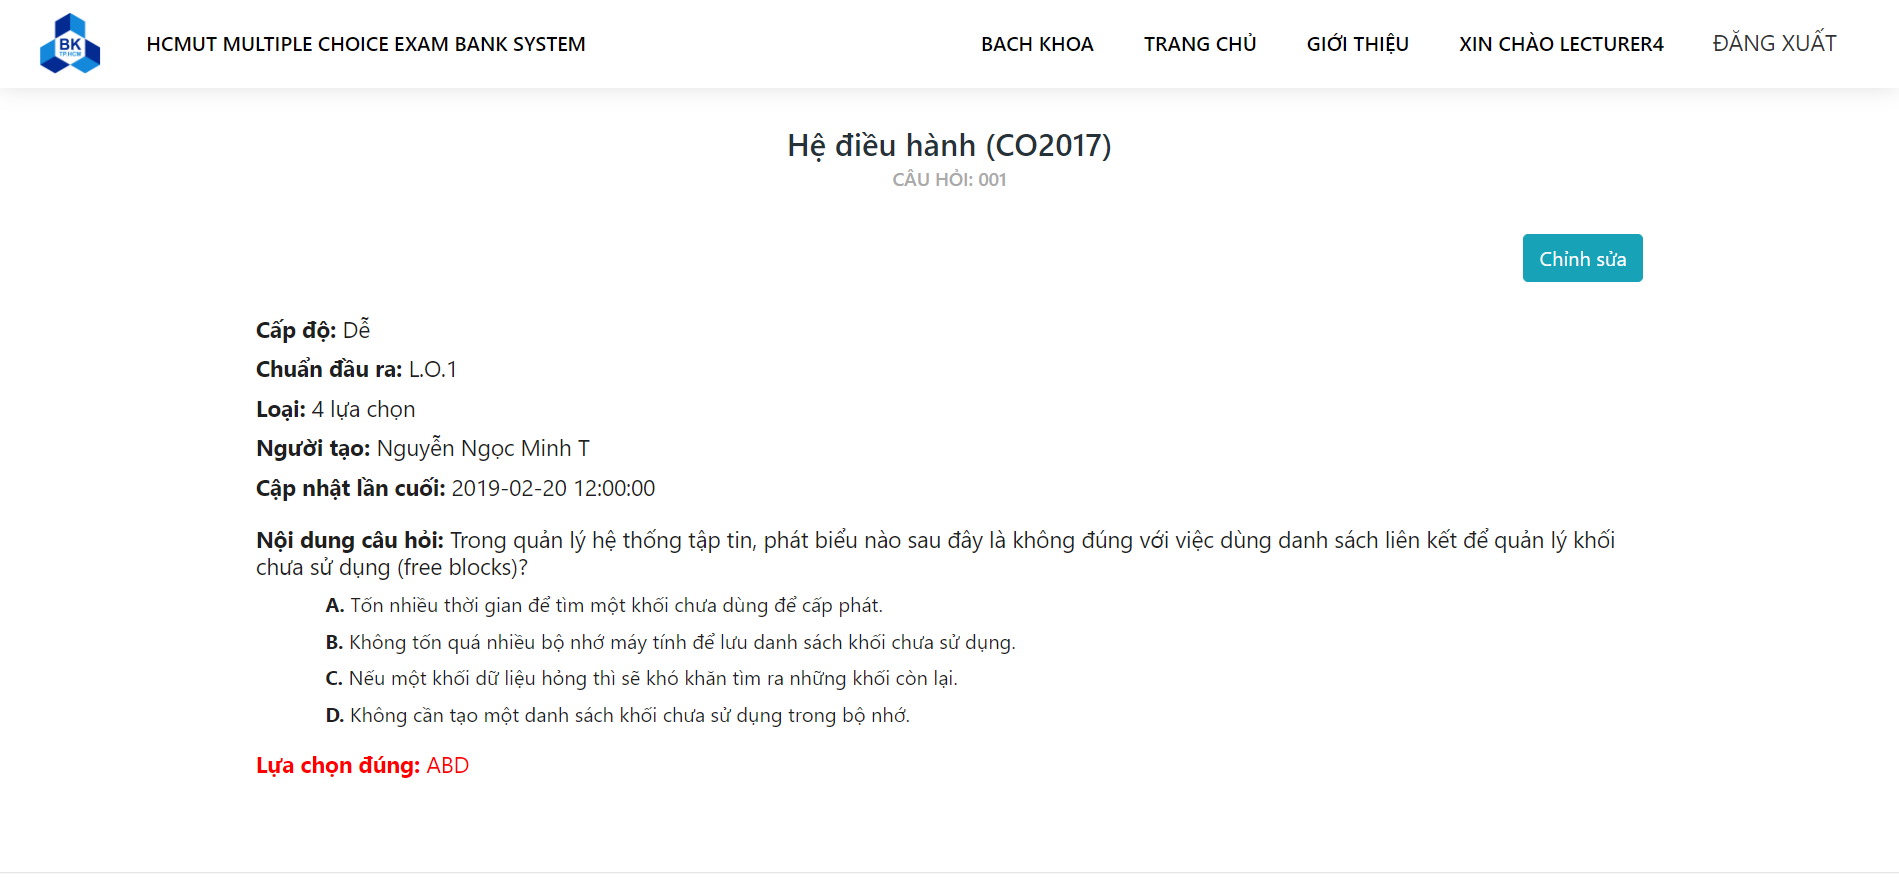 BK
TP.HCM
HCMUT MULTIPLE CHOICE EXAM BANK SYSTEM
BACH KHOA
TRANG CHỦ
GIỚI THIỆU
XIN CHÀO LECTURER4
ĐĂNG XUẤT
Hệ điều hành (CO2017)
CÂU HỎI: 001
Chỉnh sửa
Cấp độ: Dễ
Chuẩn đầu ra: L.O.1
Loại: 4 lựa chọn
Người tạo: Nguyễn Ngọc Minh T
Cập nhật lần cuối: 2019-02-20 12:00:00
Nội dung câu hỏi: Trong quản lý hệ thống tập tin, phát biểu nào sau đây là không đúng với việc dùng danh sách liên kết để quản lý khối
chưa sử dụng (free blocks)?
A. Tốn nhiều thời gian để tìm một khối chưa dùng để cấp phát.
B. Không tốn quá nhiều bộ nhớ máy tính để lưu danh sách khối chưa sử dụng.
C. Nếu một khối dữ liệu hỏng thì sẽ khó khăn tìm ra những khối còn lại.
D. Không cần tạo một danh sách khối chưa sử dụng trong bộ nhớ.
Lựa chọn đúng: ABD